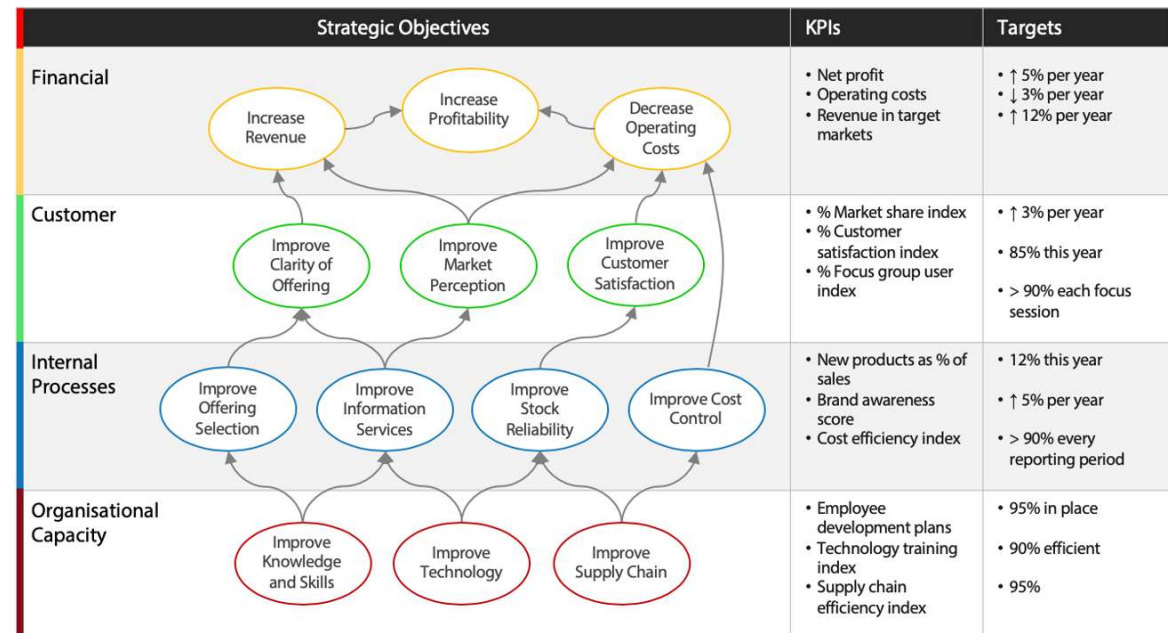 Strategic Objectives
KPIs
Targets
Financial
Increase
Revenue
Increase
Profitability
Decrease
Operating
Costs
• Net profit
• Operating costs
• Revenue in target
markets
• ↑ 5% per year
• ↓ 3% per year
• ↑ 12% per year
Customer
Improve
Clarity of
Offering
Improve
Market
Perception
Improve
Customer
Satisfaction
• % Market share index
• % Customer
satisfaction index
• % Focus group user
index
• ↑ 3% per year
• 85% this year
• > 90% each focus
session
Internal
Processes
Improve
Offering
Selection
Improve
Information
Services
Improve
Stock
Reliability
Improve Cost
Control
• New products as % of
sales
• Brand awareness
score
• Cost efficiency index
• 12% this year
• ↑ 5% per year
• > 90% every
reporting period
Organisational
Capacity
Improve
Knowledge
and Skills
Improve
Technology
Improve
Supply Chain
• Employee
development plans
• Technology training
index
• Supply chain
efficiency index
• 95% in place
• 90% efficient
• 95%